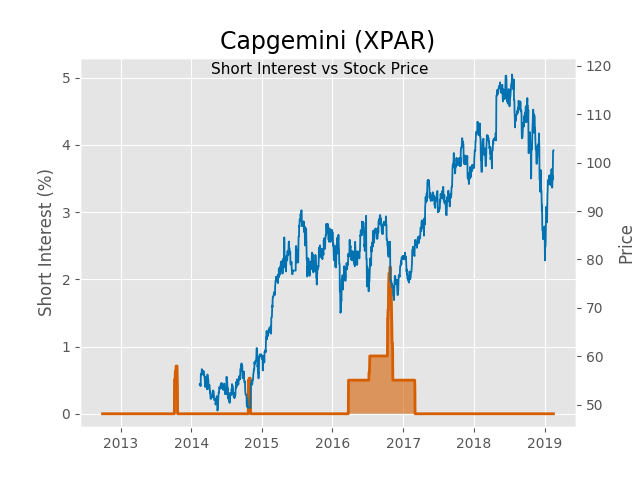 Capgemini (XPAR)
Short Interest vs Stock Price
Short Interest (%)
5
4
3
2
1
0
120
110
100
90
80
70
60
50
Price
2013 2014 2015 2016 2017 2018 2019